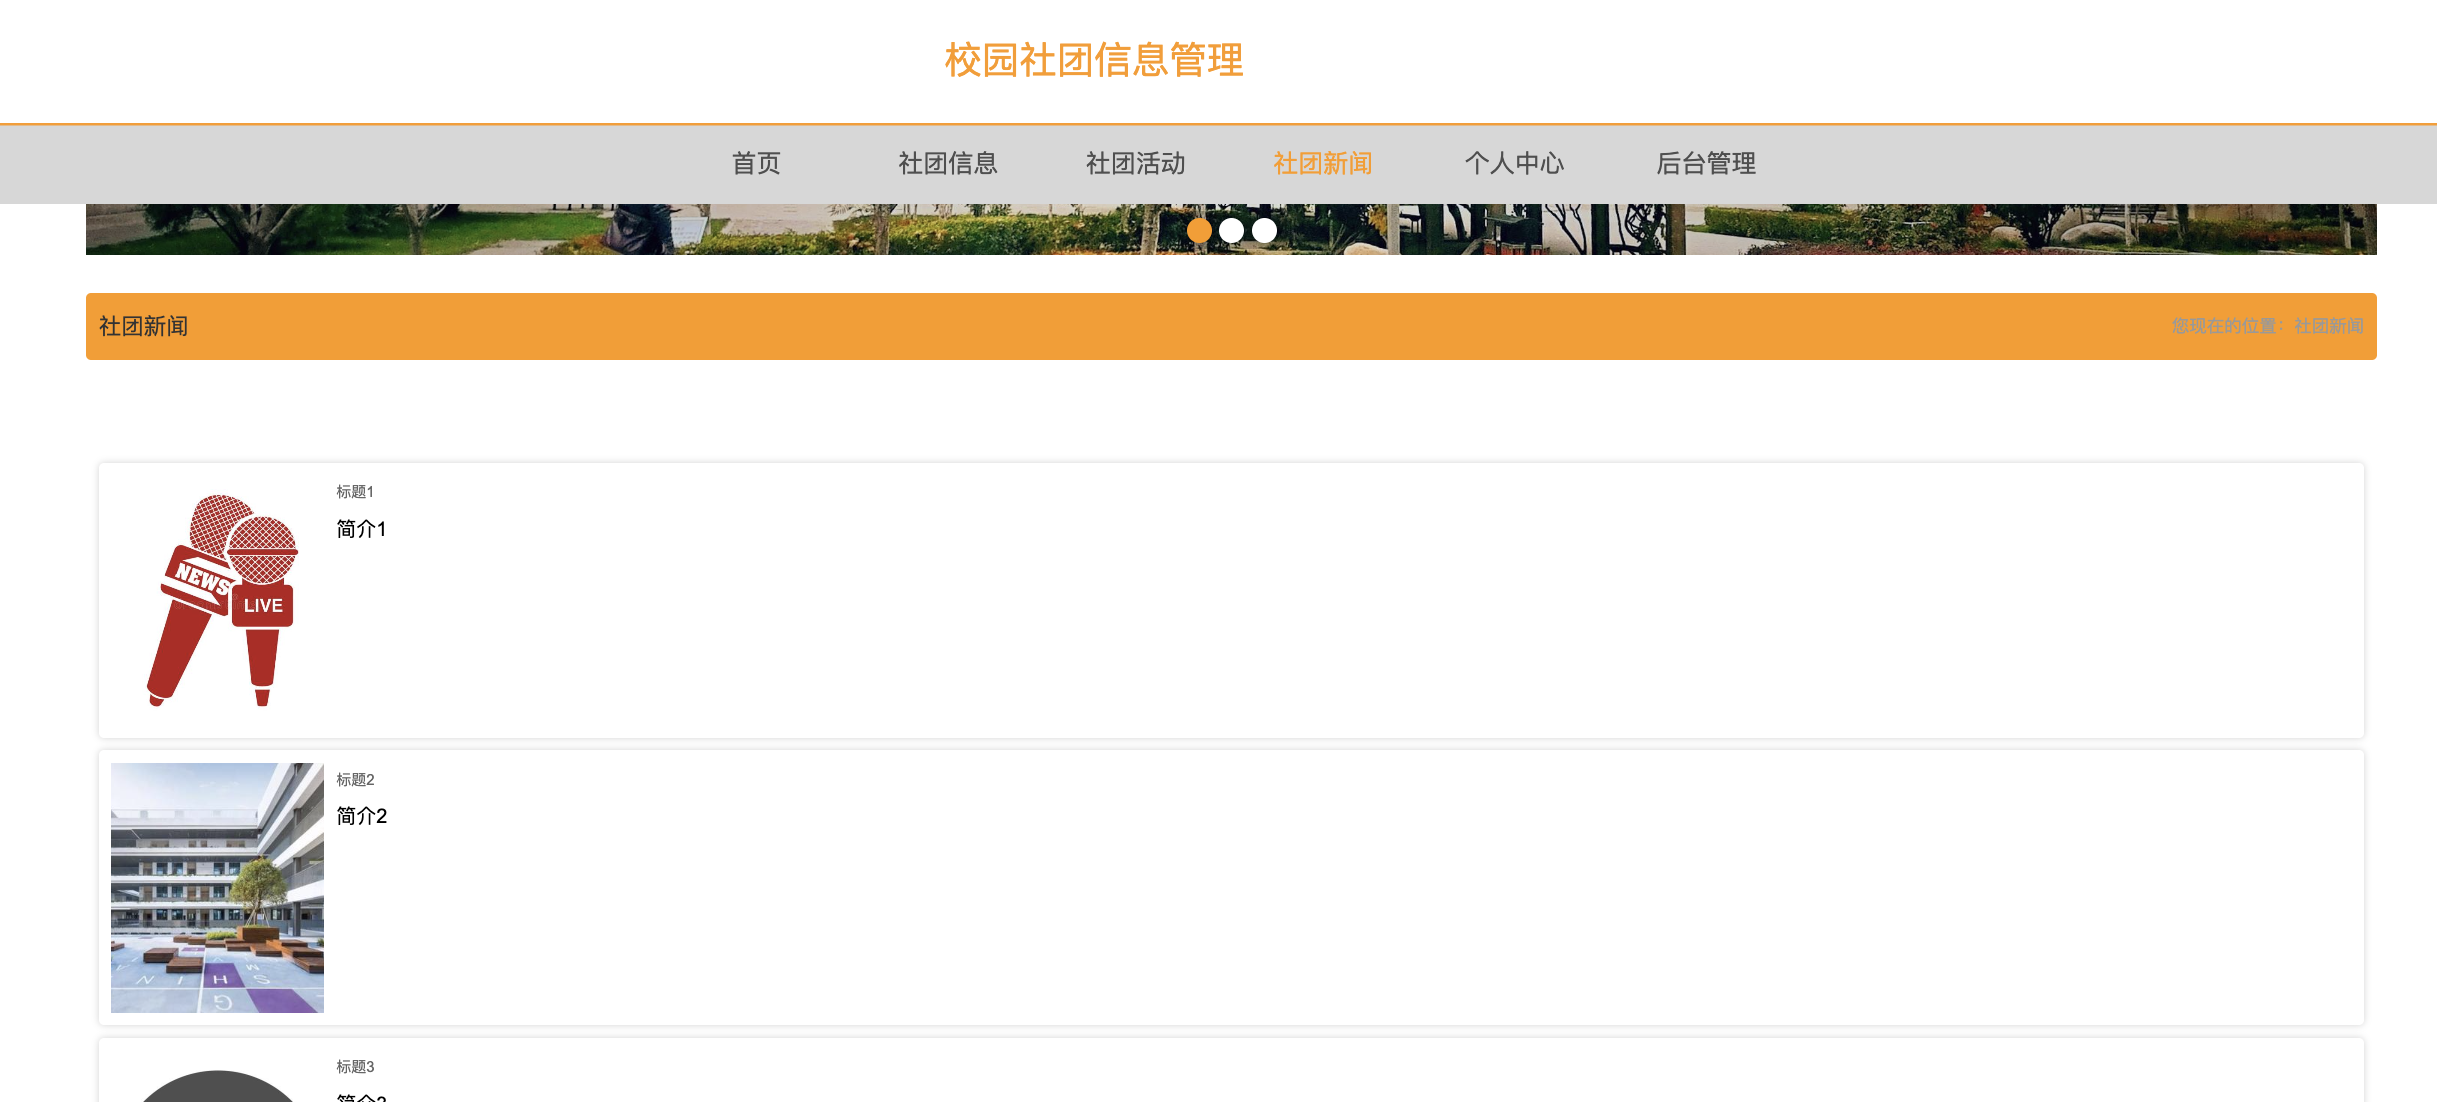 校园社团信息管理
首页 社团信息 社团活动 社团新闻 个人中心 后台管理
社团新闻 您现在的位置：社团新闻
标题1
简介1
NEWS
LIVE
标题2
简介2
标题3
简介3